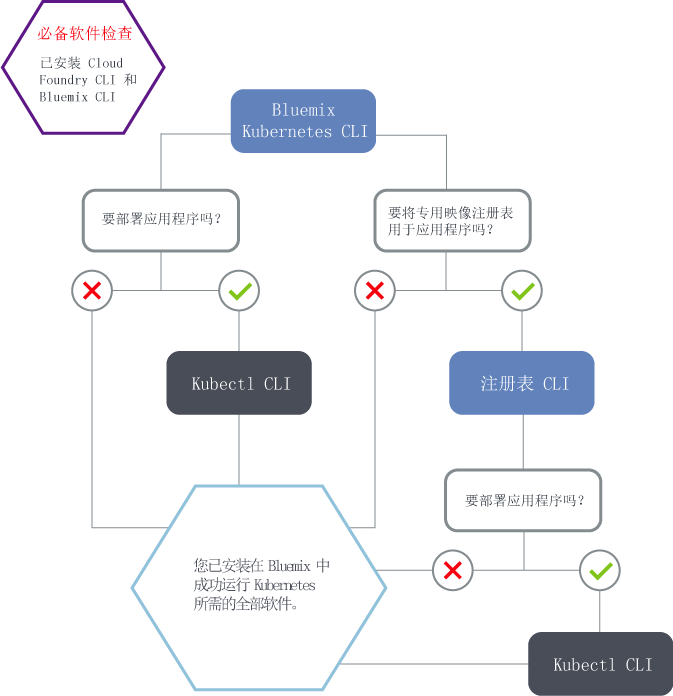 必备软件检查
已安装 Cloud
Foundry CLI 和
Bluemix CLI
Bluemix
Kubernetes CLI
要部署应用程序吗？
要将专用映像注册表
用于应用程序吗？
Kubectl CLI
注册表 CLI
要部署应用程序吗？
您已安装在 Bluemix 中
成功运行 Kubernetes
所需的全部软件。
Kubectl CLI